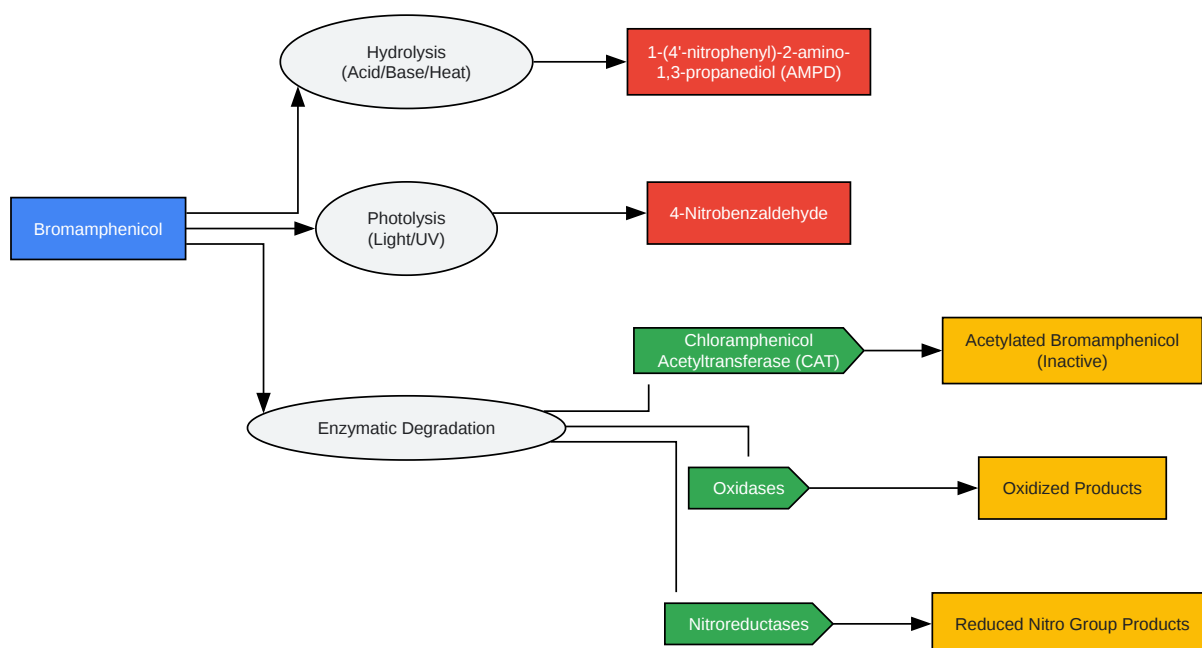 Hydrolysis
(Acid/Base/Heat)
1-(4'-nitrophenyl)-2-amino-
1,3-propanediol (AMPD)
Bromamphenicol
Photolysis
(Light/UV)
4-Nitrobenzaldehyde
Chloramphenicol
Acetyltransferase (CAT)
Acetylated Bromamphenicol
(Inactive)
Enzymatic Degradation
Oxidases
Oxidized Products
Nitroreductases
Reduced Nitro Group Products